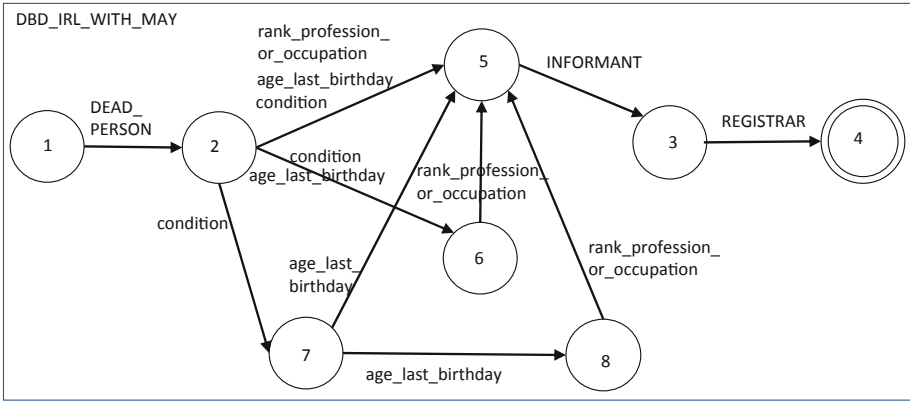 DBD_IRL_WITH_MAY
rank_profession_
or_occupation
age_last_birthday
condition
5
INFORMANT
DEAD_
PERSON
1
2
3
REGISTRAR
4
condition
age_last_birthday
rank_profession_
or_occupation
condition
6
age_last_
birthday
rank_profession_
or_occupation
7
8
age_last_birthday